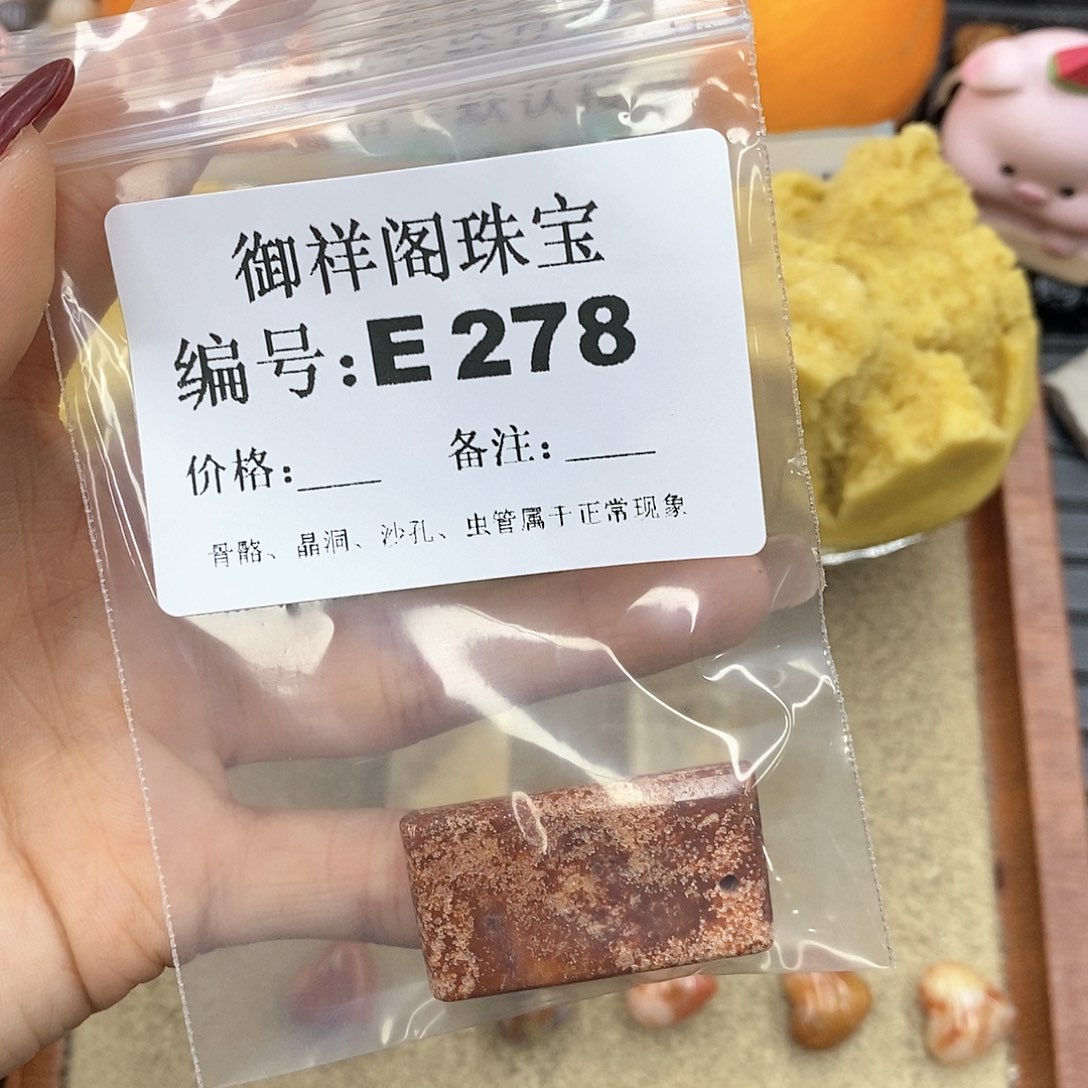 御祥阁珠宝
编号:E 278
价格:___ 备注:____
骨骼、晶洞、沙孔、虫管属于正常现象